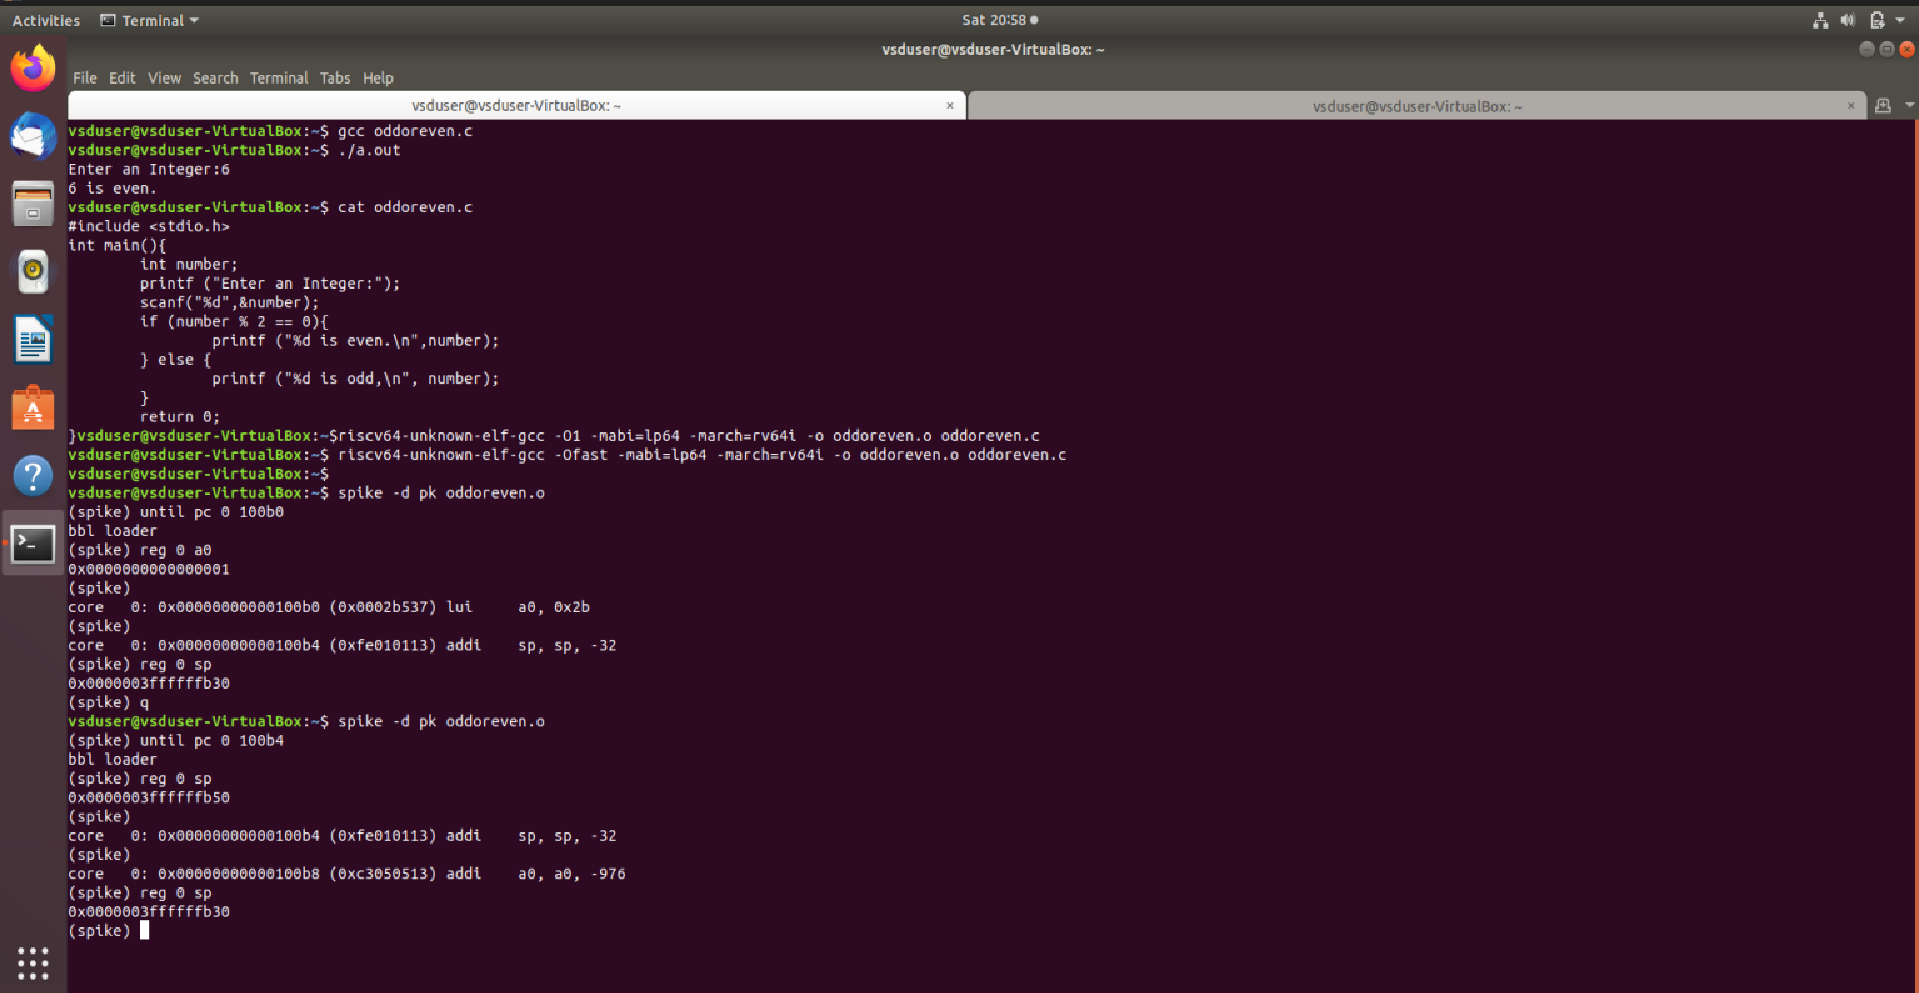 Activities Terminal Sat 20:58
vsduser@vsduser-VirtualBox: ~
File Edit View Search Terminal Tabs Help
vsduser@vsduser-VirtualBox: ~ × vsduser@vsduser-VirtualBox: ~ ×
vsduser@vsduser-VirtualBox:~$ gcc oddoreven.c
vsduser@vsduser-VirtualBox:~$ ./a.out
Enter an Integer:6
6 is even.
vsduser@vsduser-VirtualBox:~$ cat oddoreven.c
#include <stdio.h>
int main(){
        int number;
        printf ("Enter an Integer:");
        scanf("%d",&number);
        if (number % 2 == 0){
                printf ("%d is even.\n",number);
        } else {
                printf ("%d is odd,\n", number);
        }
        return 0;
}vsduser@vsduser-VirtualBox:~$riscv64-unknown-elf-gcc -O1 -mabi=lp64 -march=rv64i -o oddoreven.o oddoreven.c
vsduser@vsduser-VirtualBox:~$ riscv64-unknown-elf-gcc -Ofast -mabi=lp64 -march=rv64i -o oddoreven.o oddoreven.c
vsduser@vsduser-VirtualBox:~$
vsduser@vsduser-VirtualBox:~$ spike -d pk oddoreven.o
(spike) until pc 0 100b0
bbl loader
(spike) reg 0 a0
0x0000000000000001
(spike)
core   0: 0x00000000000100b0 (0x0002b537) lui     a0, 0x2b
(spike)
core   0: 0x00000000000100b4 (0xfe010113) addi    sp, sp, -32
(spike) reg 0 sp
0x0000003ffffffb30
(spike) q
vsduser@vsduser-VirtualBox:~$ spike -d pk oddoreven.o
(spike) until pc 0 100b4
bbl loader
(spike) reg 0 sp
0x0000003ffffffb50
(spike)
core   0: 0x00000000000100b4 (0xfe010113) addi    sp, sp, -32
(spike)
core   0: 0x00000000000100b8 (0xc3050513) addi    a0, a0, -976
(spike) reg 0 sp
0x0000003ffffffb30
(spike)